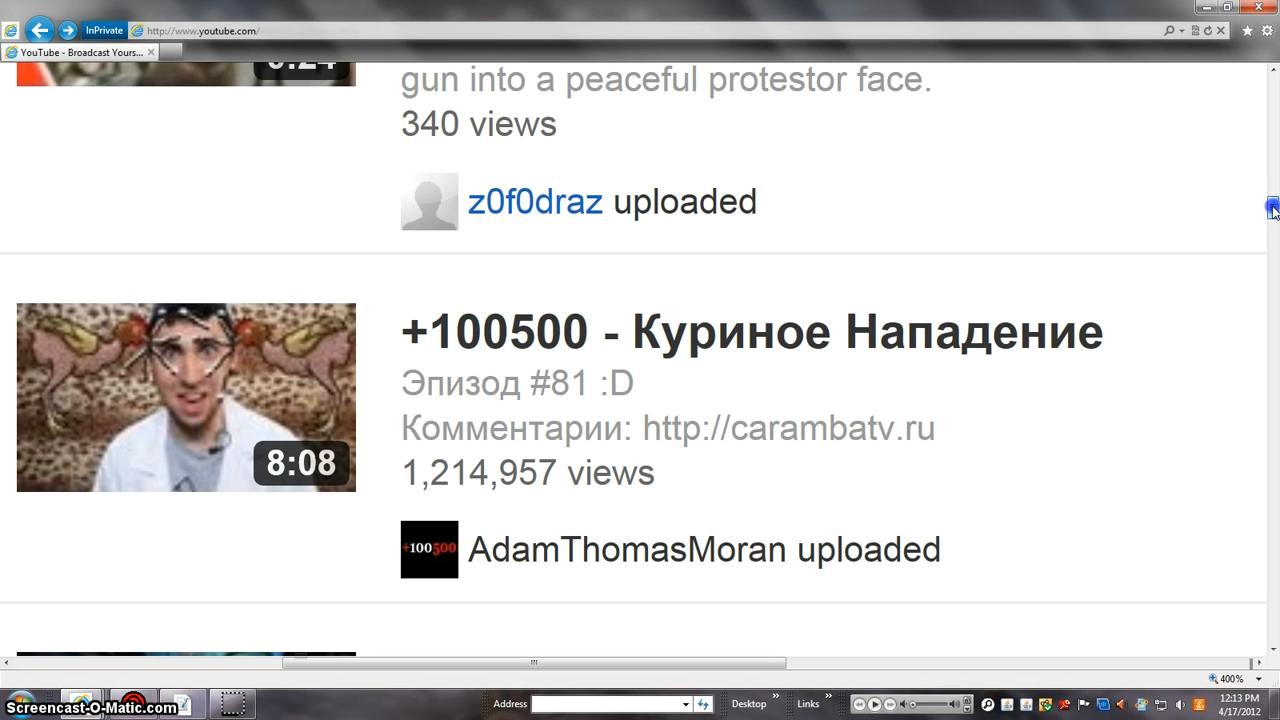 InPrivate
http://www.youtube.com/
YouTube - Broadcast Yours...
gun into a peaceful protestor face.
340 views
z0f0draz uploaded
+100500 - Куриное Нападение
Эпизод #81 :D
Комментарии: http://carambatv.ru
8:08
1,214,957 views
+100500
AdamThomasMoran uploaded
400%
Address
Desktop
Links
12:13 PM
4/17/2012
Screencast-O-Matic.com